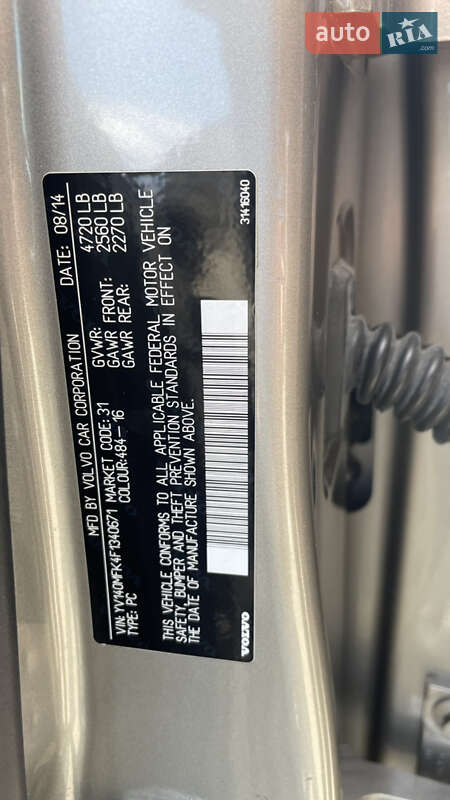 auto RIA.com
MFD BY VOLVO CAR CORPORATION DATE: 08/14
GVWR: 4720 LB
GAWR FRONT: 2560 LB
GAWR REAR: 2270 LB
VIN: YV140MFK4F1340671 MARKET CODE: 31
TYPE: PC COLOUR:484-16
THIS VEHICLE CONFORMS TO ALL APPLICABLE FEDERAL MOTOR VEHICLE
SAFETY, BUMPER AND THEFT PREVENTION STANDARDS IN EFFECT ON
THE DATE OF MANUFACTURE SHOWN ABOVE.
VOLVO 31416040